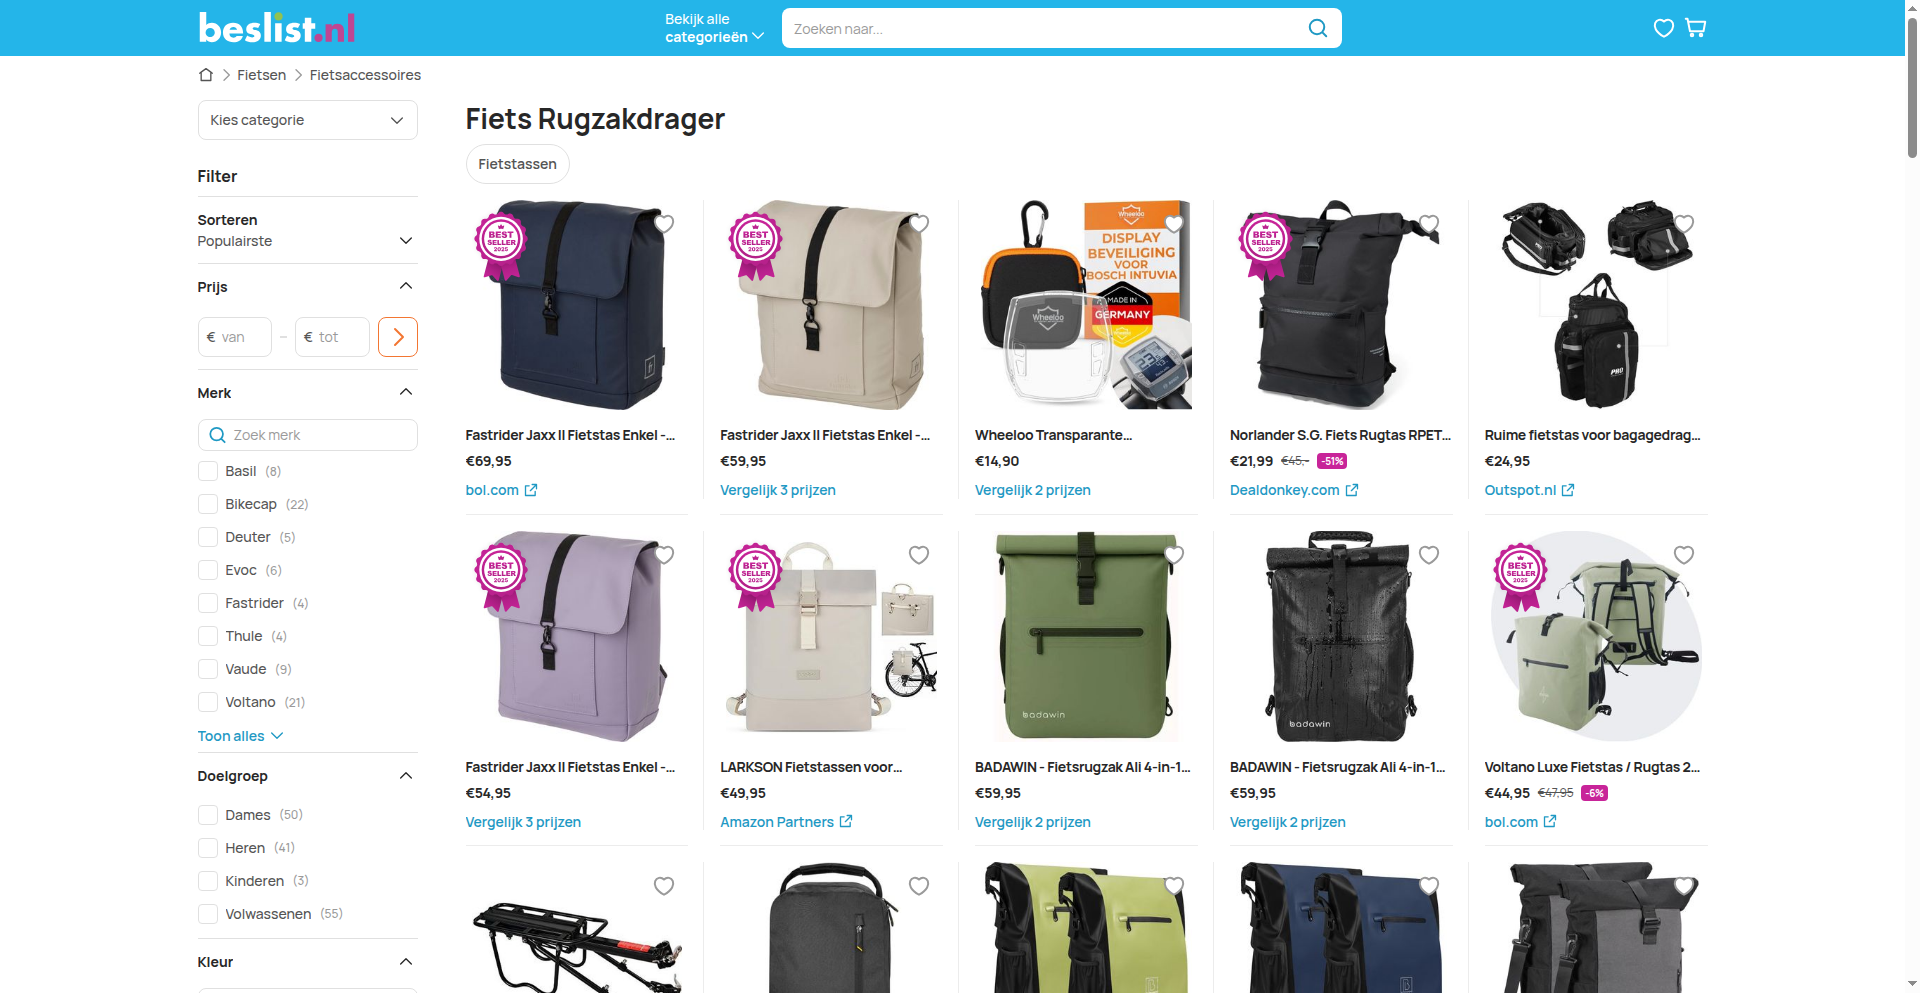 beslist.nl
Bekijk alle
categorieën
Zoeken naar...
Fietsen
Fietsaccessoires
Kies categorie
Filter
Sorteren
Populairste
Prijs
€ van
–
€ tot
Merk
Zoek merk
Basil (8)
Bikecap (22)
Deuter (5)
Evoc (6)
Fastrider (4)
Thule (4)
Vaude (9)
Voltano (21)
Toon alles
Doelgroep
Dames (50)
Heren (41)
Kinderen (3)
Volwassenen (55)
Kleur
Fiets Rugzakdrager
Fietstassen
BEST
SELLER
2025
Fastrider Jaxx II Fietstas Enkel -...
€69,95
bol.com
BEST
SELLER
2025
Fastrider Jaxx II Fietstas Enkel -...
€59,95
Vergelijk 3 prijzen
Wheeloo
DISPLAY
BEVEILIGING
VOOR
BOSCH INTUVIA
MADE IN
GERMANY
Wheeloo
Wheeloo Transparante...
€14,90
Vergelijk 2 prijzen
BEST
SELLER
2025
Norlander S.G. Fiets Rugtas RPET...
€21,99 €45,- -51%
Dealdonkey.com
PRO
Ruime fietstas voor bagagedrag...
€24,95
Outspot.nl
BEST
SELLER
2025
Fastrider Jaxx II Fietstas Enkel -...
€54,95
Vergelijk 3 prijzen
BEST
SELLER
2025
LARKSON Fietstassen voor...
€49,95
Amazon Partners
badawin
BADAWIN - Fietsrugzak Ali 4-in-1...
€59,95
Vergelijk 2 prijzen
badawin
BADAWIN - Fietsrugzak Ali 4-in-1...
€59,95
Vergelijk 2 prijzen
BEST
SELLER
2025
Voltano Luxe Fietstas / Rugtas 2...
€44,95 €47,95 -6%
bol.com